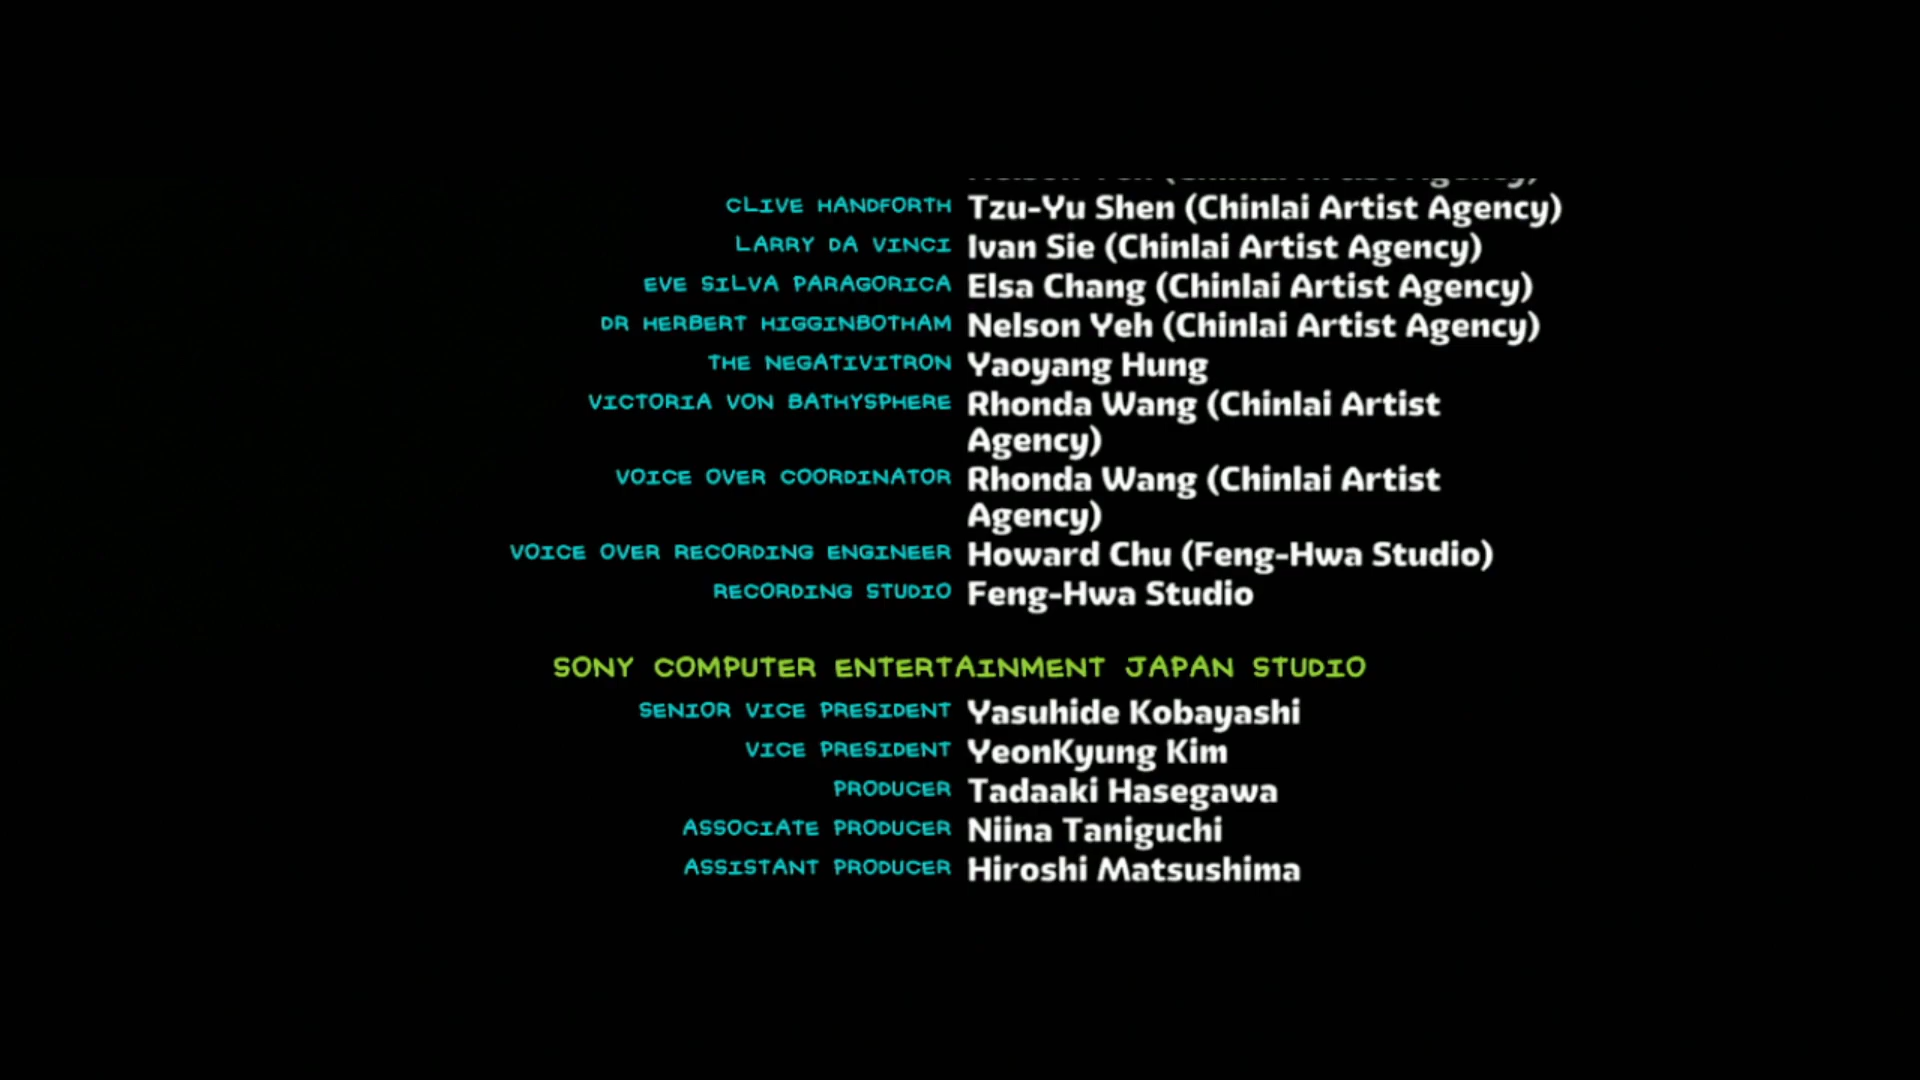 CLIVE HANDFORTH Tzu-Yu Shen (Chinlai Artist Agency)
LARRY DA VINCI Ivan Sie (Chinlai Artist Agency)
EVE SILVA PARAGORICA Elsa Chang (Chinlai Artist Agency)
DR HERBERT HIGGINBOTHAM Nelson Yeh (Chinlai Artist Agency)
THE NEGATIVITRON Yaoyang Hung
VICTORIA VON BATHYSPHERE Rhonda Wang (Chinlai Artist
Agency)
VOICE OVER COORDINATOR Rhonda Wang (Chinlai Artist
Agency)
VOICE OVER RECORDING ENGINEER Howard Chu (Feng-Hwa Studio)
RECORDING STUDIO Feng-Hwa Studio
SONY COMPUTER ENTERTAINMENT JAPAN STUDIO
SENIOR VICE PRESIDENT Yasuhide Kobayashi
VICE PRESIDENT YeonKyung Kim
PRODUCER Tadaaki Hasegawa
ASSOCIATE PRODUCER Niina Taniguchi
ASSISTANT PRODUCER Hiroshi Matsushima